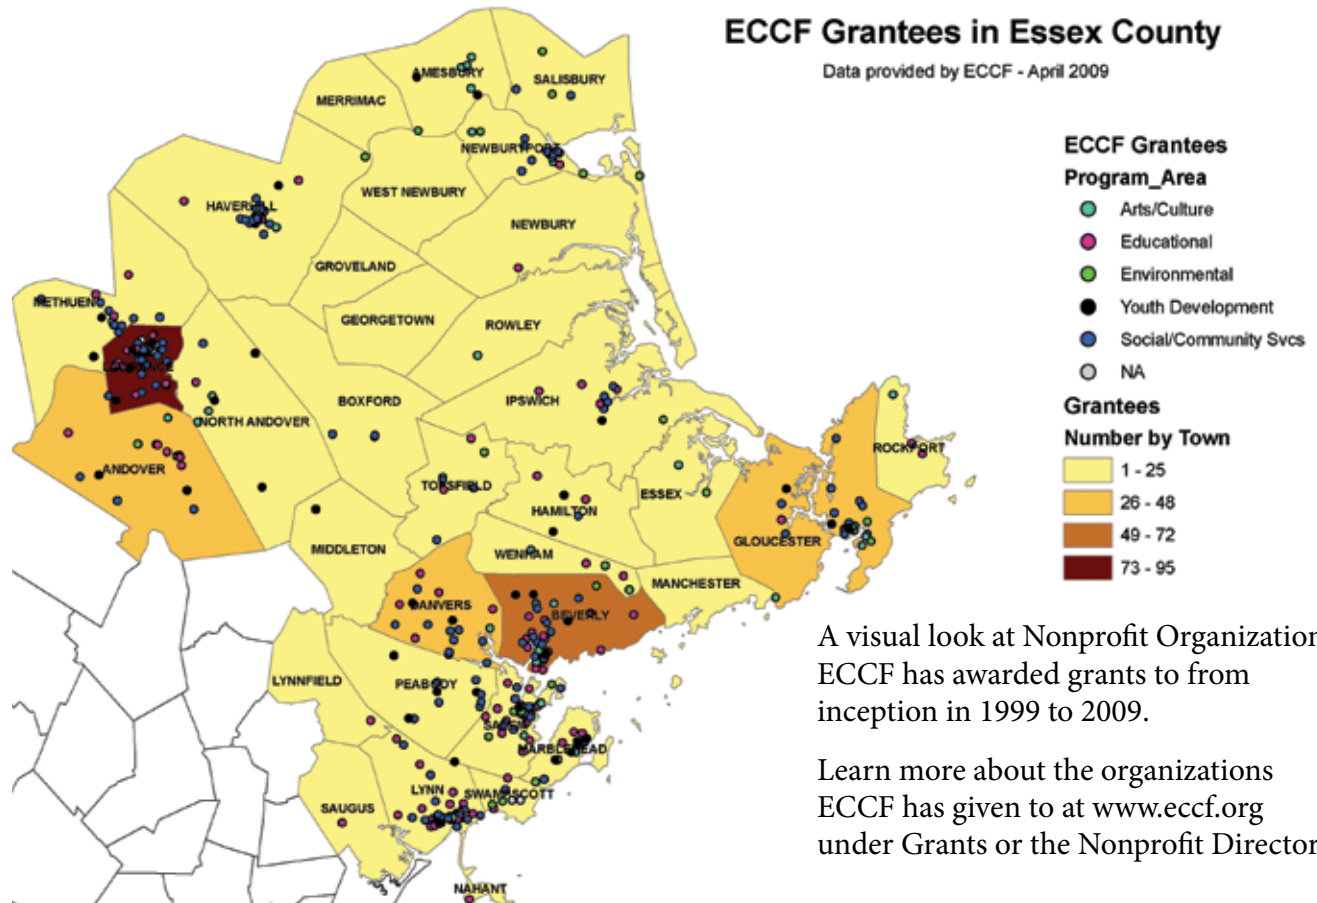 ECCF Grantees in Essex County
Data provided by ECCF - April 2009
ECCF Grantees
Program_Area
Arts/Culture
Educational
Environmental
Youth Development
Social/Community Svcs
NA
Grantees
Number by Town
1 - 25
26 - 48
49 - 72
73 - 95
AMESBURY
SALISBURY
MERRIMAC
NEWBURYPORT
WEST NEWBURY
HAVERHILL
NEWBURY
GROVELAND
METHUEN
GEORGETOWN
ROWLEY
LAWRENCE
BOXFORD
IPSWICH
NORTH ANDOVER
ROCKPORT
ANDOVER
TOPSFIELD
ESSEX
HAMILTON
GLOUCESTER
MIDDLETON
WENHAM
MANCHESTER
DANVERS
BEVERLY
LYNNFIELD
PEABODY
SALEM
MARBLEHEAD
LYNN
SWAMPSCOTT
SAUGUS
NAHANT
A visual look at Nonprofit Organization
ECCF has awarded grants to from
inception in 1999 to 2009.
Learn more about the organizations
ECCF has given to at www.eccf.org
under Grants or the Nonprofit Director